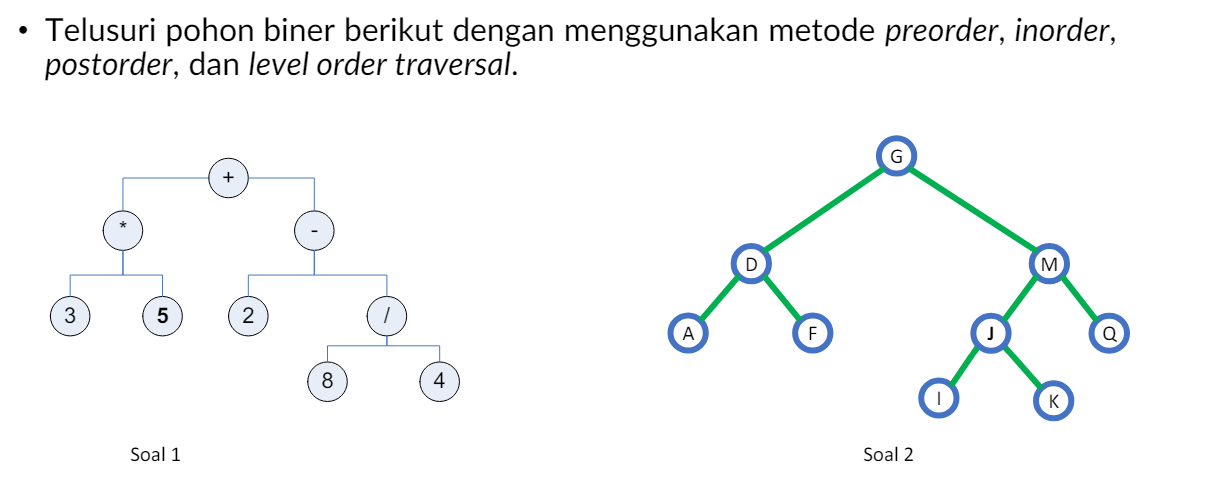 • Telusuri pohon biner berikut dengan menggunakan metode preorder, inorder,
postorder, dan level order traversal.
+
* -
3 5 2 /
8 4
Soal 1
G
D M
A F J Q
I K
Soal 2